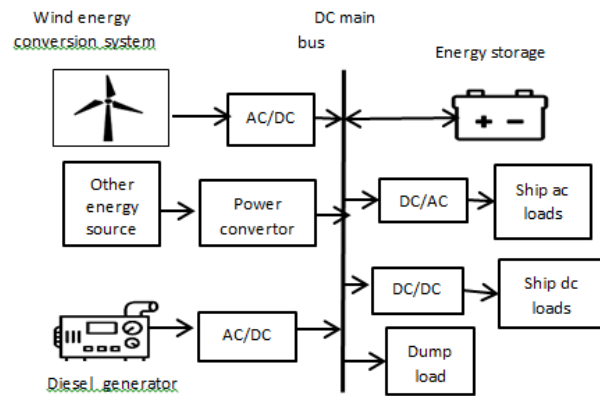 Wind energy
conversion system
DC main
bus
Energy storage
AC/DC
Other
energy
source
Power
convertor
DC/AC
Ship ac
loads
DC/DC
Ship dc
loads
AC/DC
Dump
load
Diesel generator